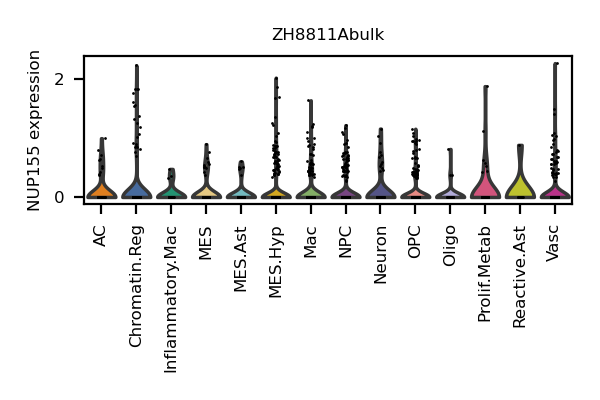 ZH8811Abulk
NUP155 expression
2
0
AC
Chromatin.Reg
Inflammatory.Mac
MES
MES.Ast
MES.Hyp
Mac
NPC
Neuron
OPC
Oligo
Prolif.Metab
Reactive.Ast
Vasc